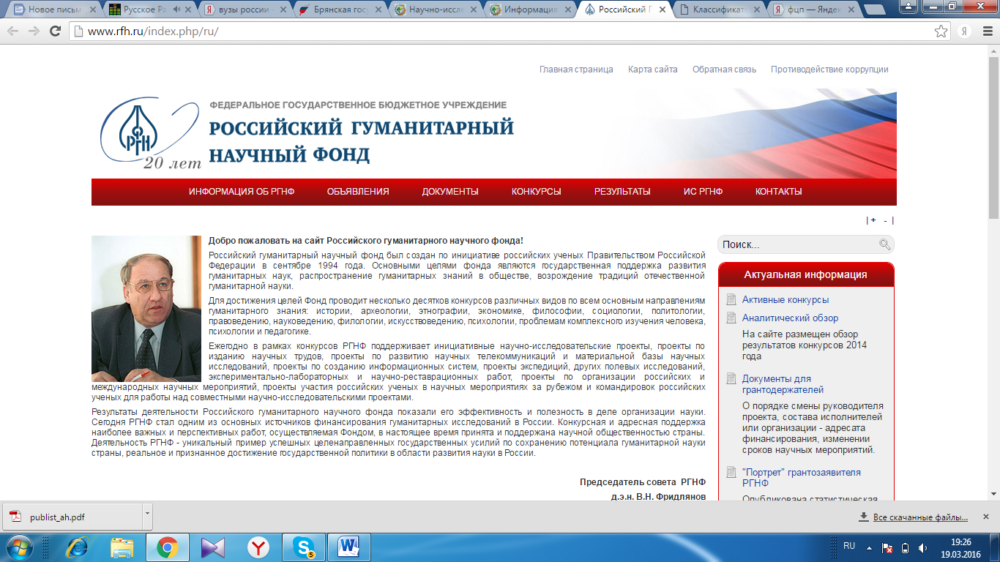 Новое письмо
Русское Ра
вузы россии -
Брянская гос
Научно-иссле
Информация
Российский Г
Классификато
фцп — Яндек
www.rfh.ru/index.php/ru/
Главная страница Карта сайта Обратная связь Противодействие коррупции
ФЕДЕРАЛЬНОЕ ГОСУДАРСТВЕННОЕ БЮДЖЕТНОЕ УЧРЕЖДЕНИЕ
РОССИЙСКИЙ ГУМАНИТАРНЫЙ
НАУЧНЫЙ ФОНД
РГНФ
20 лет
ИНФОРМАЦИЯ ОБ РГНФ ОБЪЯВЛЕНИЯ ДОКУМЕНТЫ КОНКУРСЫ РЕЗУЛЬТАТЫ ИС РГНФ КОНТАКТЫ
| + - |
Добро пожаловать на сайт Российского гуманитарного научного фонда!
Российский гуманитарный научный фонд был создан по инициативе российских ученых Правительством Российской
Федерации в сентябре 1994 года. Основными целями фонда являются государственная поддержка развития
гуманитарных наук, распространение гуманитарных знаний в обществе, возрождение традиций отечественной
гуманитарной науки.
Для достижения целей Фонд проводит несколько десятков конкурсов различных видов по всем основным направлениям
гуманитарного знания: истории, археологии, этнографии, экономике, философии, социологии, политологии,
правоведению, науковедению, филологии, искусствоведению, психологии, проблемам комплексного изучения человека,
психологии и педагогике.
Ежегодно в рамках конкурсов РГНФ поддерживает инициативные научно-исследовательские проекты, проекты по
изданию научных трудов, проекты по развитию научных телекоммуникаций и материальной базы научных
исследований, проекты по созданию информационных систем, проекты экспедиций, других полевых исследований,
экспериментально-лабораторных и научно-реставрационных работ, проекты по организации российских и
международных научных мероприятий, проекты участия российских ученых в научных мероприятиях за рубежом и командировок российских
ученых для работы над совместными научно-исследовательскими проектами.
Результаты деятельности Российского гуманитарного научного фонда показали его эффективность и полезность в деле организации науки.
Сегодня РГНФ стал одним из основных источников финансирования гуманитарных исследований в России. Конкурсная и адресная поддержка
наиболее важных и перспективных работ, осуществляемая Фондом, в настоящее время принята и поддержана научной общественностью страны.
Деятельность РГНФ - уникальный пример успешных целенаправленных государственных усилий по сохранению потенциала гуманитарной науки
страны, реальное и признанное достижение государственной политики в области развития науки в России.
Председатель совета РГНФ
д.э.н. В.Н. Фридлянов
Поиск...
Актуальная информация
Активные конкурсы
Аналитический обзор
На сайте размещен обзор
результатов конкурсов 2014
года
Документы для
грантодержателей
О порядке смены руководителя
проекта, состава исполнителей
или организации - адресата
финансирования, изменении
сроков научных мероприятий.
"Портрет" грантозаявителя
РГНФ
Опубликована статистическая
publist_ah.pdf
Все скачанные файлы...
RU
19:26
19.03.2016